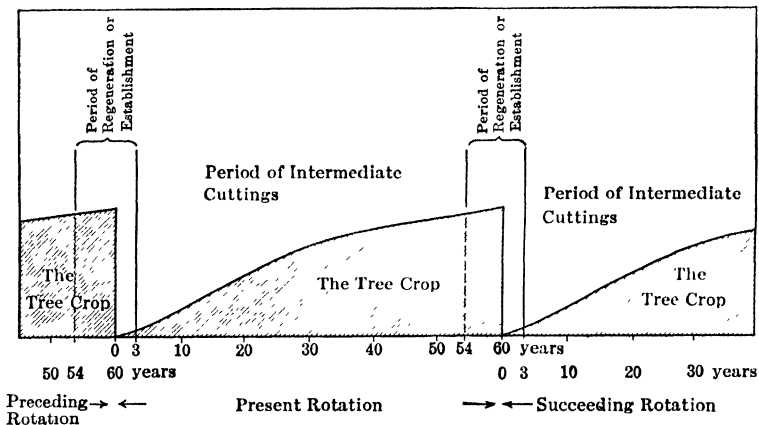 Period of
Regeneration or
Establishment
Period of
Regeneration or
Establishment
Period of Intermediate
Cuttings
Period of Intermediate
Cuttings
The
Tree Crop
The Tree Crop
The
Tree Crop
0 3 10 20 30 40 50 54 60 years
50 54 60 years 0 3 10 20 30 years
Preceding Rotation
Present Rotation
Succeeding Rotation